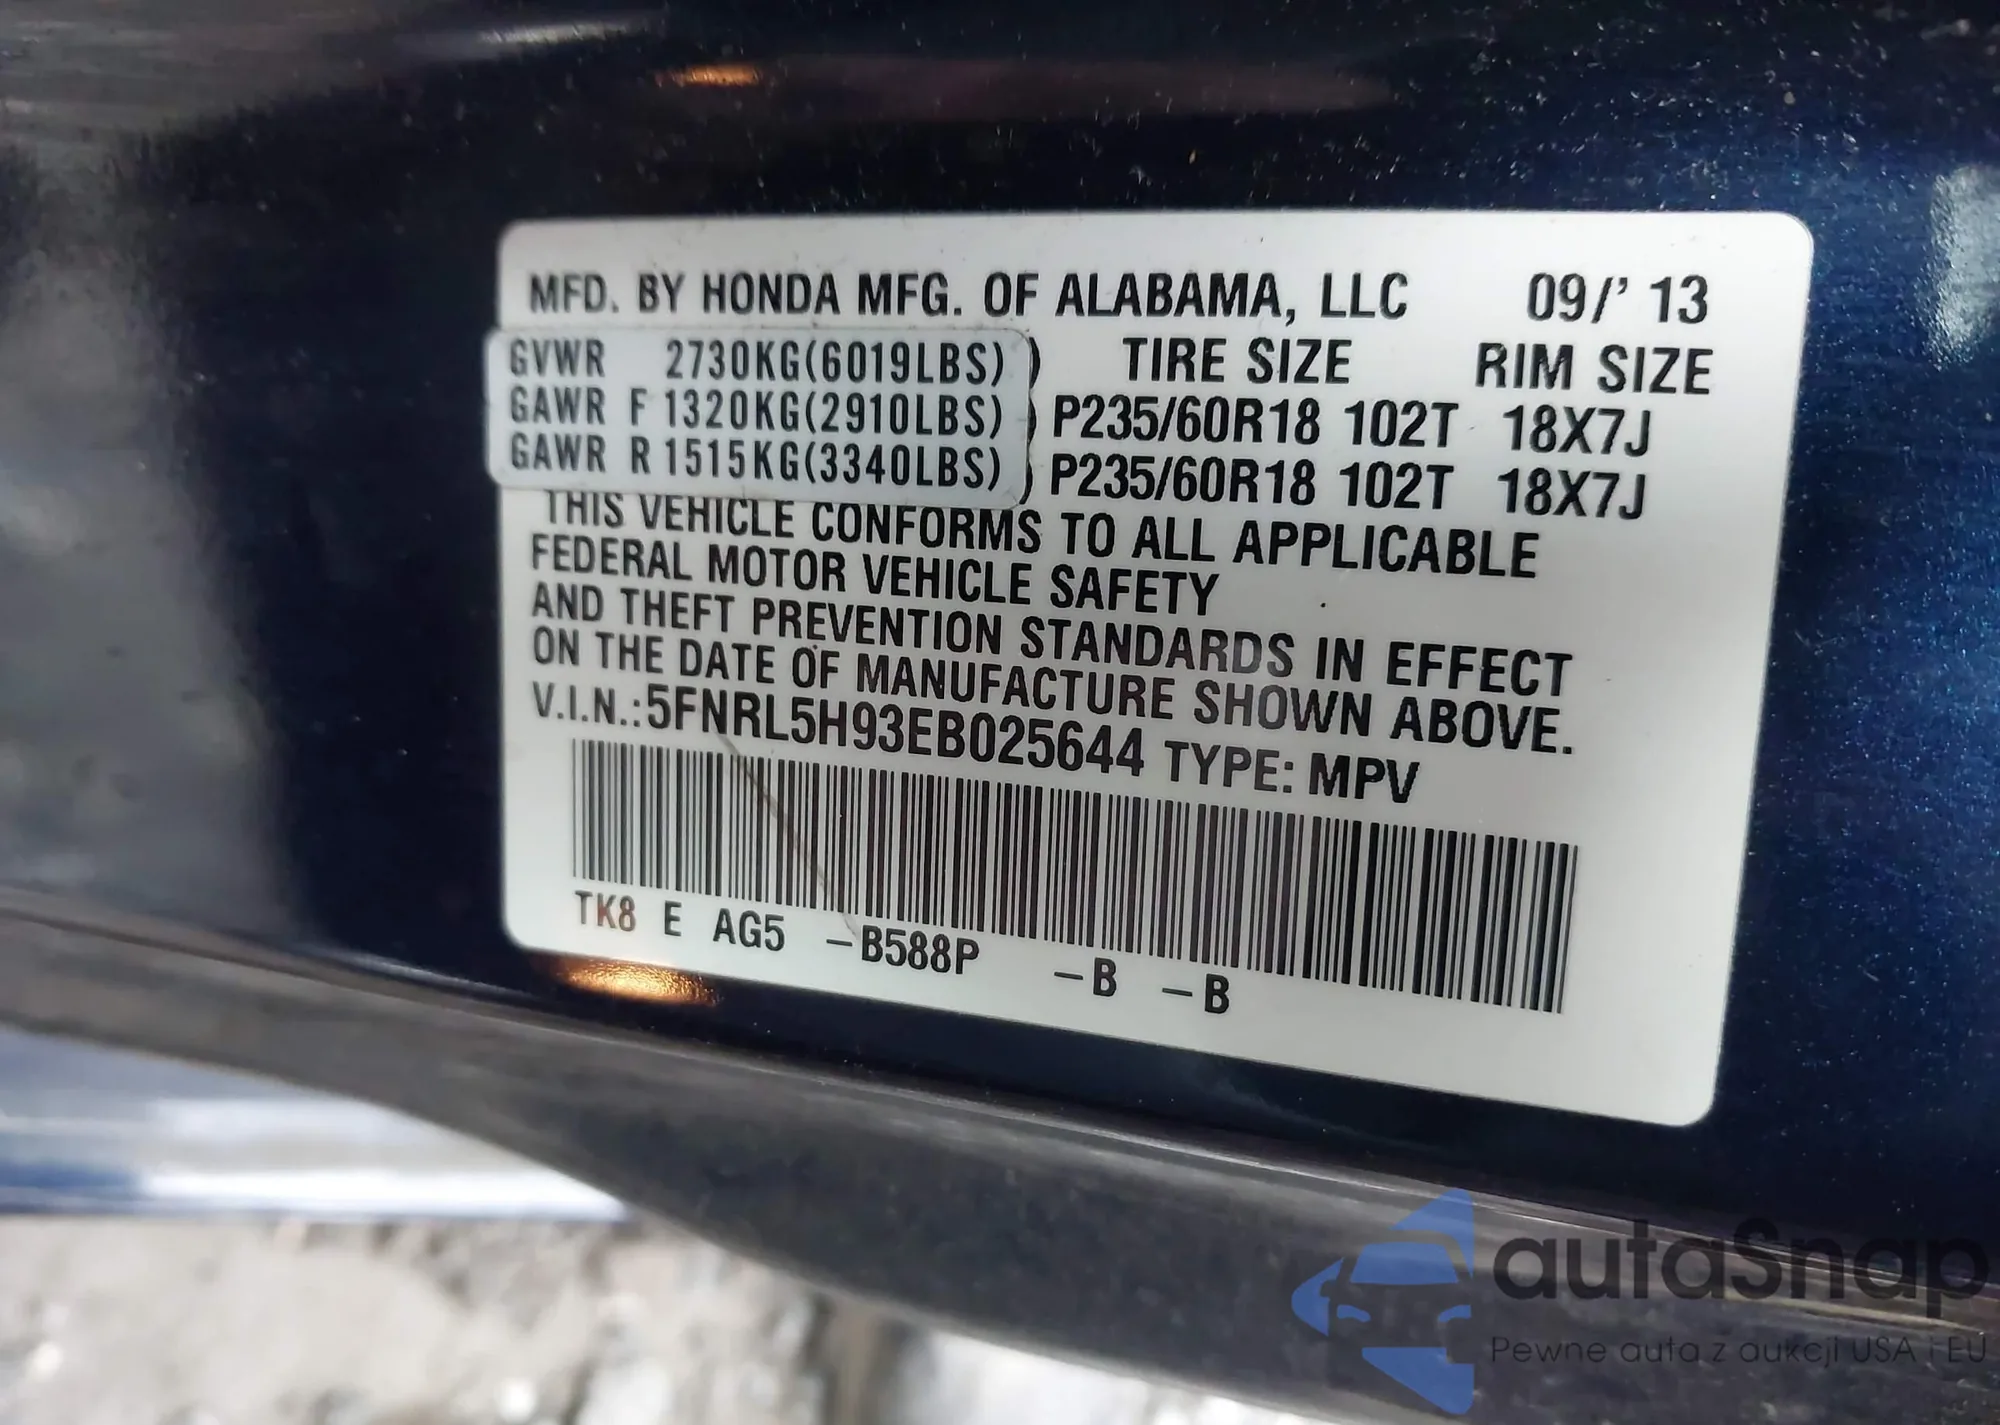 MFD. BY HONDA MFG. OF ALABAMA, LLC 09/' 13
GVWR 2730KG(6019LBS) ) TIRE SIZE RIM SIZE
GAWR F 1320KG(2910LBS) ) P235/60R18 102T 18X7J
GAWR R 1515KG(3340LBS) ) P235/60R18 102T 18X7J
THIS VEHICLE CONFORMS TO ALL APPLICABLE
FEDERAL MOTOR VEHICLE SAFETY
AND THEFT PREVENTION STANDARDS IN EFFECT
ON THE DATE OF MANUFACTURE SHOWN ABOVE.
V.I.N.:5FNRL5H93EB025644 TYPE: MPV
TK8 E AG5 –B588P –B –B
autaSnap
Pewne auta z aukcji USA i EU